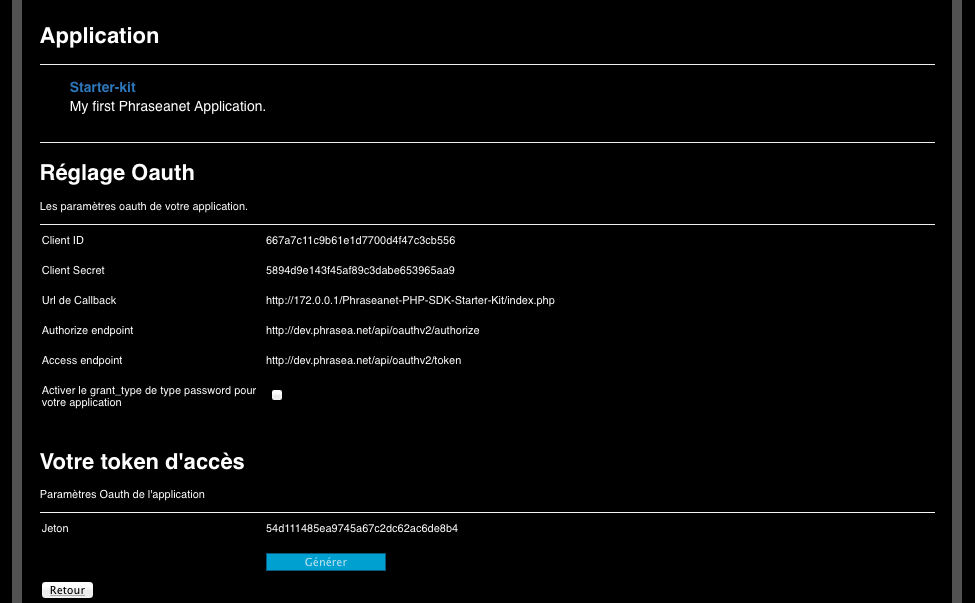 Application
Starter-kit
My first Phraseanet Application.
Réglage Oauth
Les paramètres oauth de votre application.
Client ID 667a7c11c9b61e1d7700d4f47c3cb556
Client Secret 5894d9e143f45af89c3dabe653965aa9
Url de Callback http://172.0.0.1/Phraseanet-PHP-SDK-Starter-Kit/index.php
Authorize endpoint http://dev.phrasea.net/api/oauthv2/authorize
Access endpoint http://dev.phrasea.net/api/oauthv2/token
Activer le grant_type de type password pour
votre application
Votre token d'accès
Paramètres Oauth de l'application
Jeton 54d111485ea9745a67c2dc62ac6de8b4
Générer
Retour